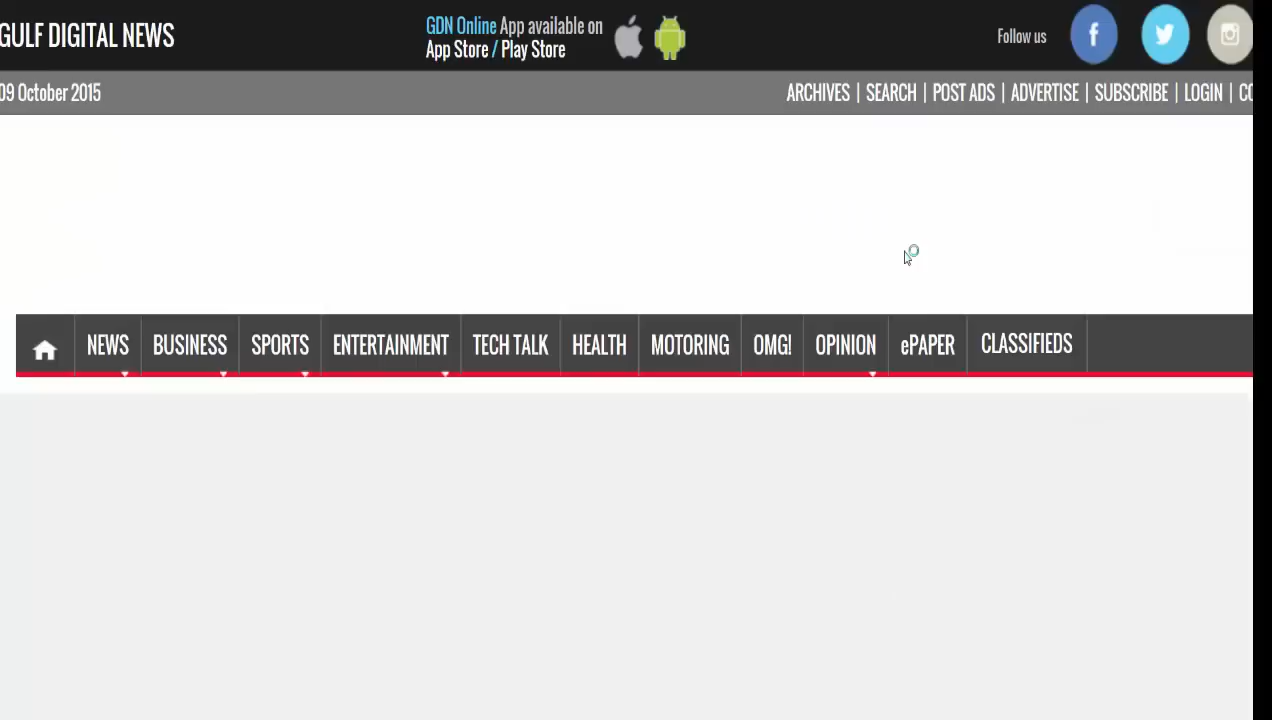 GULF DIGITAL NEWS
GDN Online App available on
App Store / Play Store
Follow us
09 October 2015
ARCHIVES | SEARCH | POST ADS | ADVERTISE | SUBSCRIBE | LOGIN |
NEWS BUSINESS SPORTS ENTERTAINMENT TECH TALK HEALTH MOTORING OMG! OPINION ePAPER CLASSIFIEDS